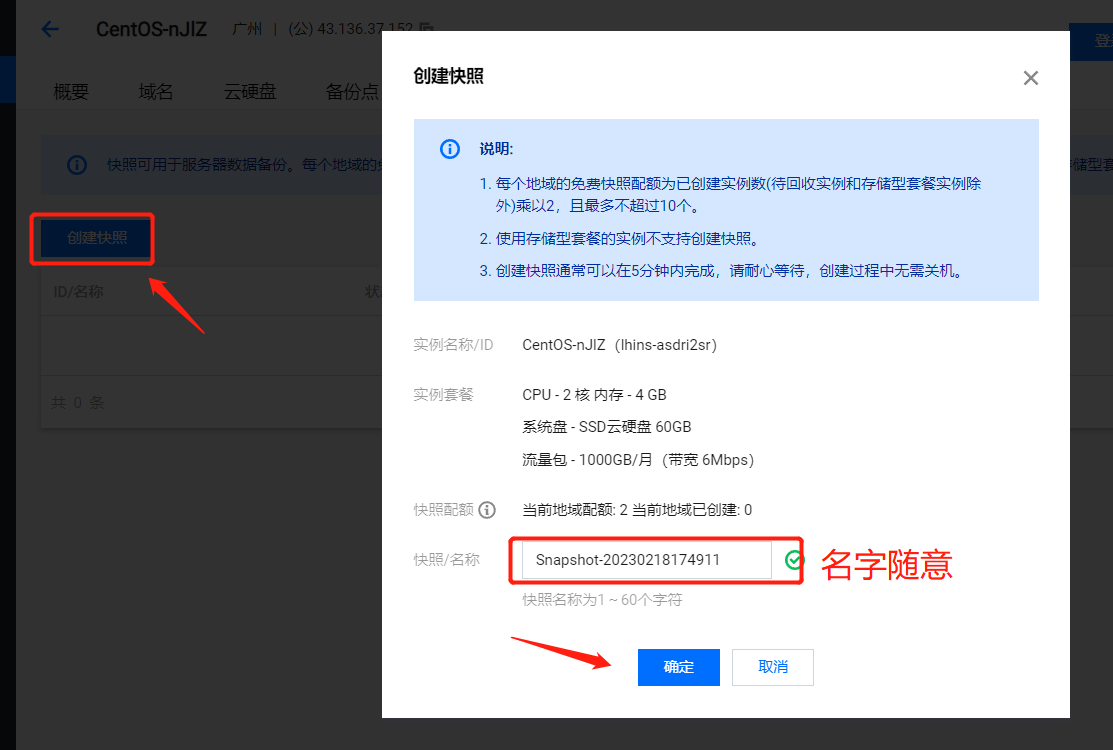 CentOS-nJIZ 广州 | (公) 43.136.37.152
登
概要 域名 云硬盘 备份点
快照可用于服务器数据备份。每个地域的免
储型套
创建快照
ID/名称 状
共 0 条
创建快照
说明:
1. 每个地域的免费快照配额为已创建实例数(待回收实例和存储型套餐实例除
外)乘以2，且最多不超过10个。
2. 使用存储型套餐的实例不支持创建快照。
3. 创建快照通常可以在5分钟内完成，请耐心等待，创建过程中无需关机。
实例名称/ID CentOS-nJIZ（lhins-asdri2sr）
实例套餐 CPU - 2 核 内存 - 4 GB
系统盘 - SSD云硬盘 60GB
流量包 - 1000GB/月（带宽 6Mbps）
快照配额 当前地域配额: 2 当前地域已创建: 0
快照/名称 Snapshot-20230218174911 名字随意
快照名称为1 ~ 60个字符
确定 取消